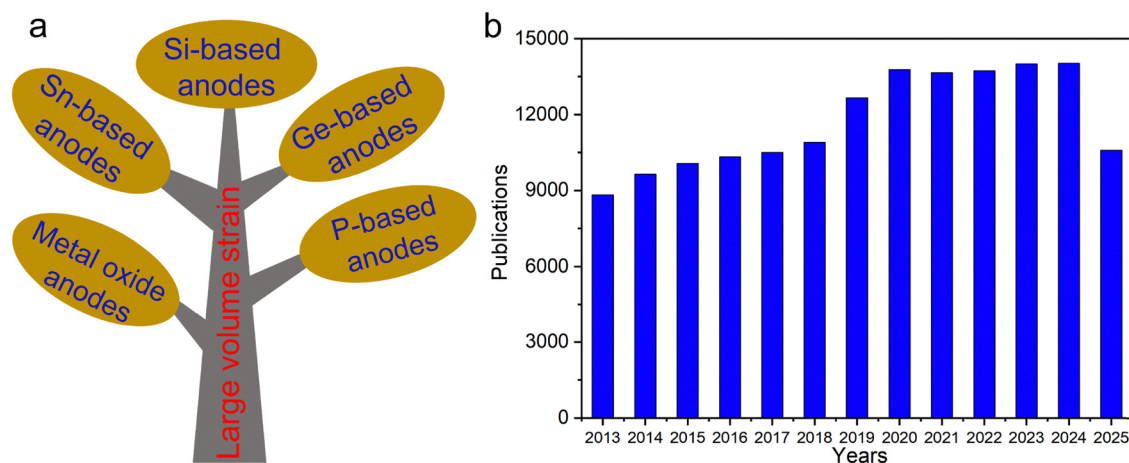 a
Si-based
anodes
Sn-based
anodes
Ge-based
anodes
P-based
anodes
Metal oxide
anodes
Large volume strain
b
Publications
15000
12000
9000
6000
3000
0
2013 2014 2015 2016 2017 2018 2019 2020 2021 2022 2023 2024 2025
Years